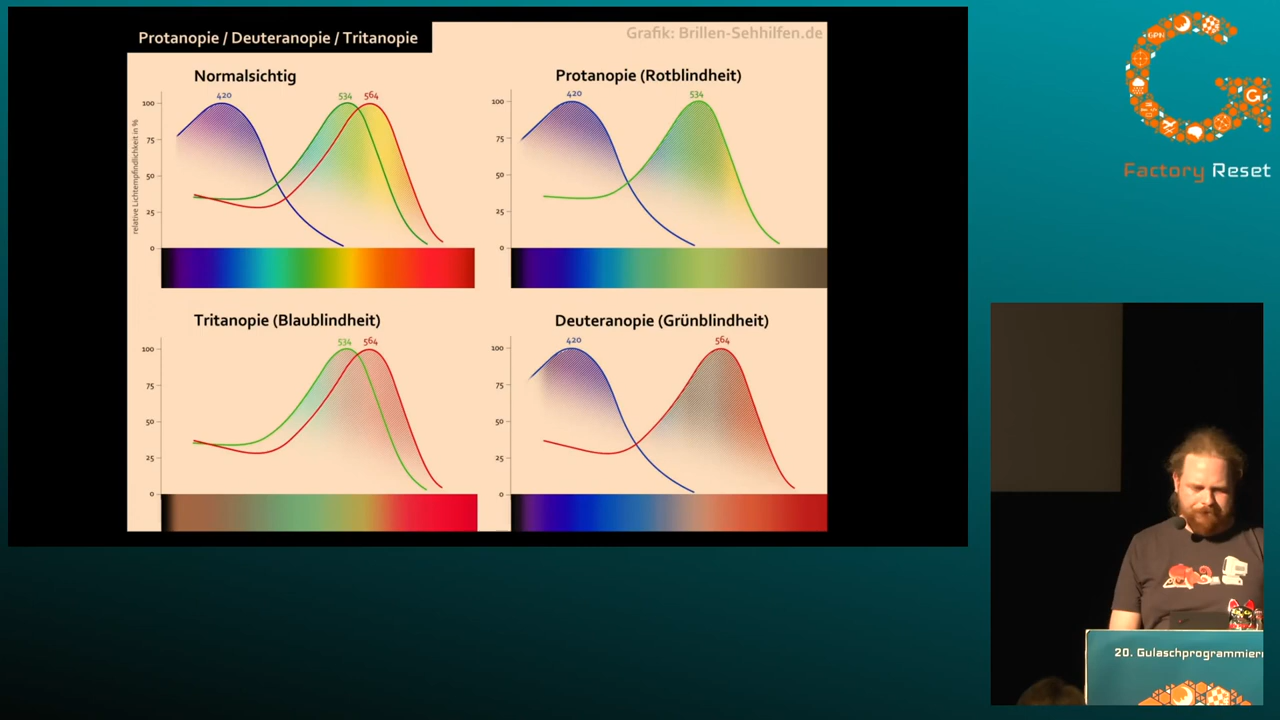 Protanopie / Deuteranopie / Tritanopie
Grafik: Brillen-Sehhilfen.de
Normalsichtig
420
534
564
100
75
50
25
0
relative Lichtempfindlichkeit in %
Protanopie (Rotblindheit)
420
534
100
75
50
25
0
Tritanopie (Blaublindheit)
534
564
100
75
50
25
0
Deuteranopie (Grünblindheit)
420
564
100
75
50
25
0
GPN
G
Factory Reset
20. Gulaschprogrammier